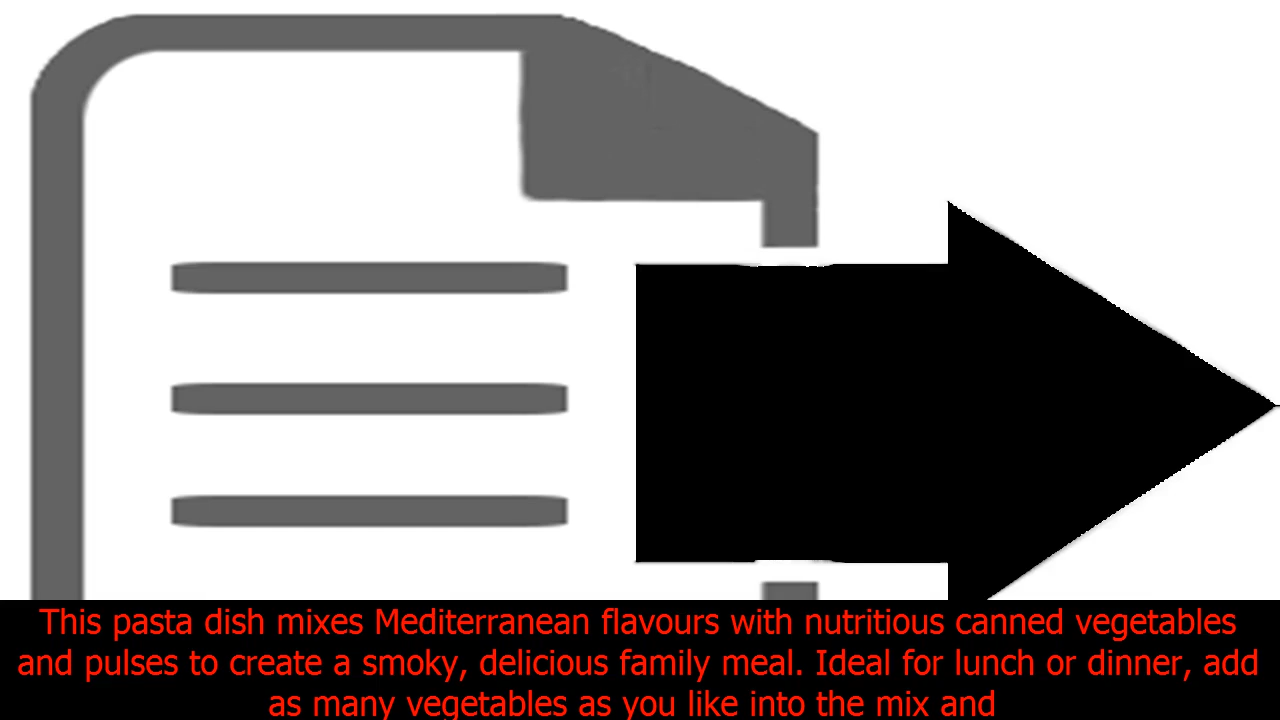 This pasta dish mixes Mediterranean flavours with nutritious canned vegetables
and pulses to create a smoky, delicious family meal. Ideal for lunch or dinner, add
as many vegetables as you like into the mix and